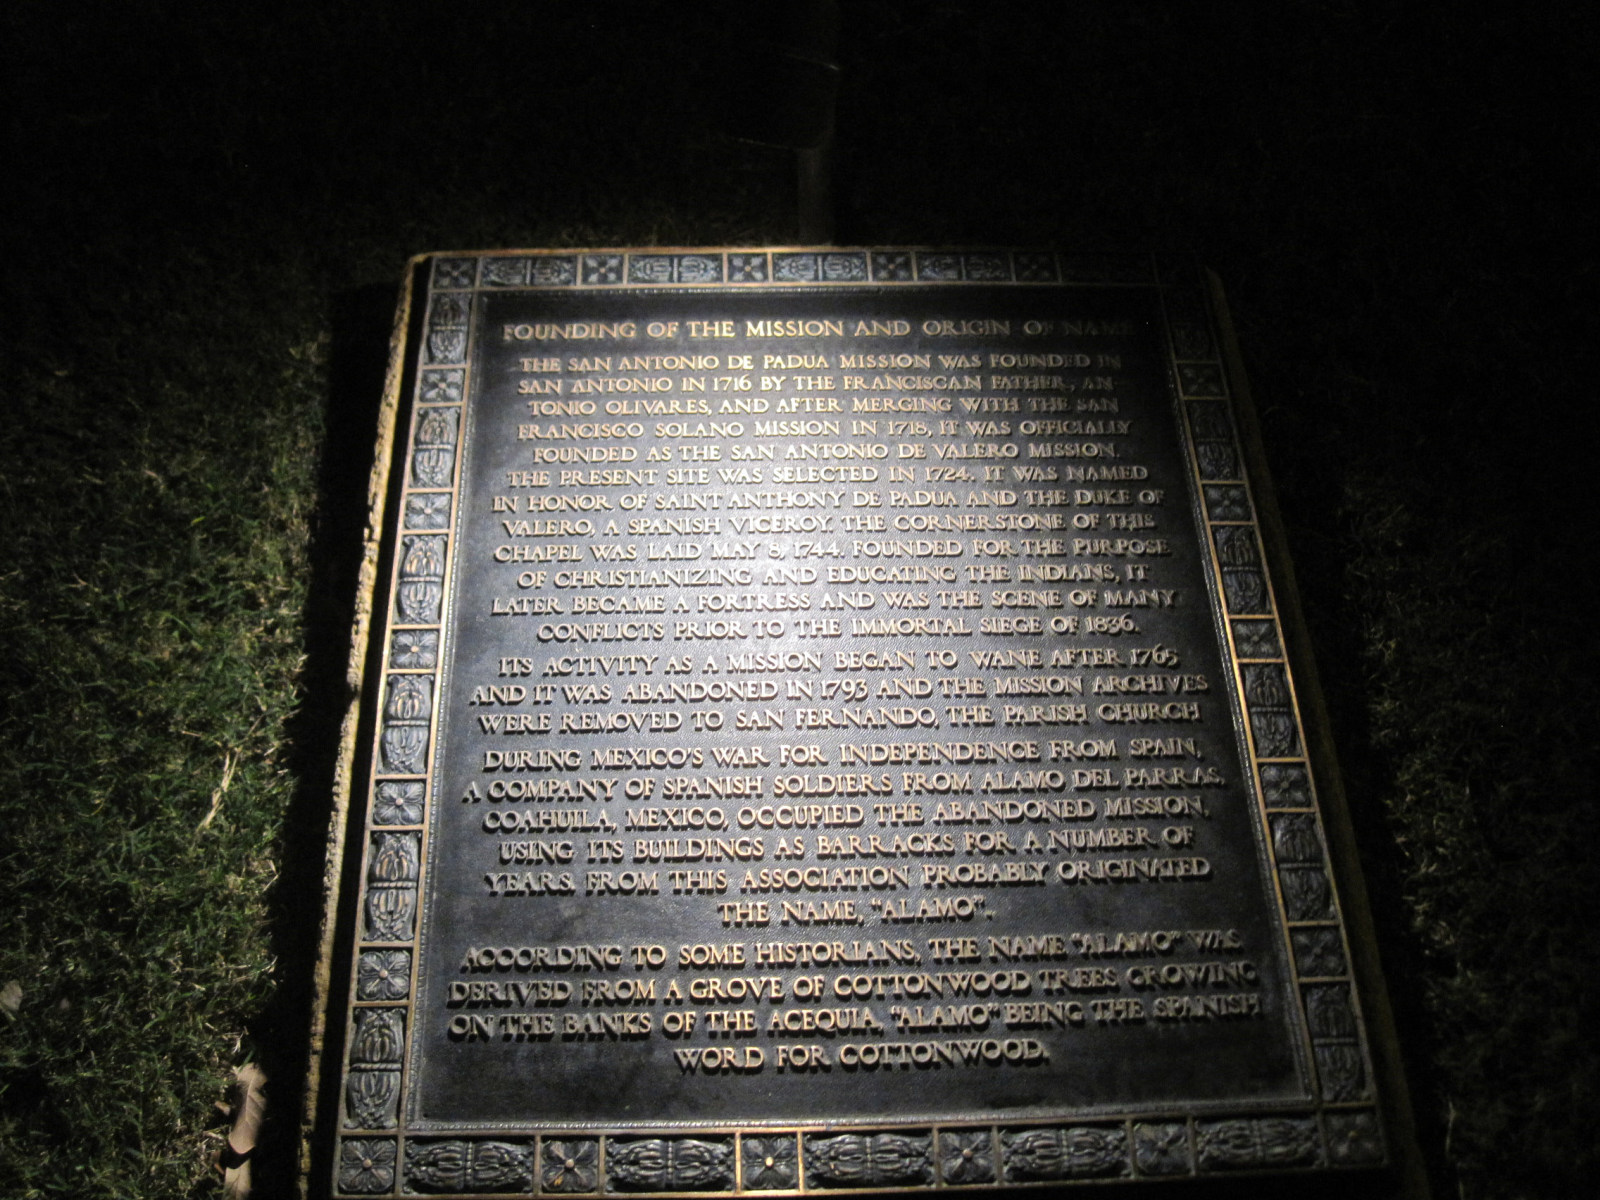 FOUNDING OF THE MISSION AND ORIGIN OF NAME
THE SAN ANTONIO DE PADUA MISSION WAS FOUNDED IN
SAN ANTONIO IN 1716 BY THE FRANCISCAN FATHER, AN-
TONIO OLIVARES, AND AFTER MERGING WITH THE SAN
FRANCISCO SOLANO MISSION IN 1718, IT WAS OFFICIALLY
FOUNDED AS THE SAN ANTONIO DE VALERO MISSION.
THE PRESENT SITE WAS SELECTED IN 1724. IT WAS NAMED
IN HONOR OF SAINT ANTHONY DE PADUA AND THE DUKE OF
VALERO, A SPANISH VICEROY. THE CORNERSTONE OF THIS
CHAPEL WAS LAID MAY 8, 1744. FOUNDED FOR THE PURPOSE
OF CHRISTIANIZING AND EDUCATING THE INDIANS, IT
LATER BECAME A FORTRESS AND WAS THE SCENE OF MANY
CONFLICTS PRIOR TO THE IMMORTAL SIEGE OF 1836.
ITS ACTIVITY AS A MISSION BEGAN TO WANE AFTER 1765
AND IT WAS ABANDONED IN 1793 AND THE MISSION ARCHIVES
WERE REMOVED TO SAN FERNANDO, THE PARISH CHURCH
DURING MEXICO'S WAR FOR INDEPENDENCE FROM SPAIN,
A COMPANY OF SPANISH SOLDIERS FROM ALAMO DEL PARRAS,
COAHUILA, MEXICO, OCCUPIED THE ABANDONED MISSION,
USING ITS BUILDINGS AS BARRACKS FOR A NUMBER OF
YEARS. FROM THIS ASSOCIATION PROBABLY ORIGINATED
THE NAME, "ALAMO".
ACCORDING TO SOME HISTORIANS, THE NAME "ALAMO" WAS
DERIVED FROM A GROVE OF COTTONWOOD TREES GROWING
ON THE BANKS OF THE ACEQUIA, "ALAMO" BEING THE SPANISH
WORD FOR COTTONWOOD.